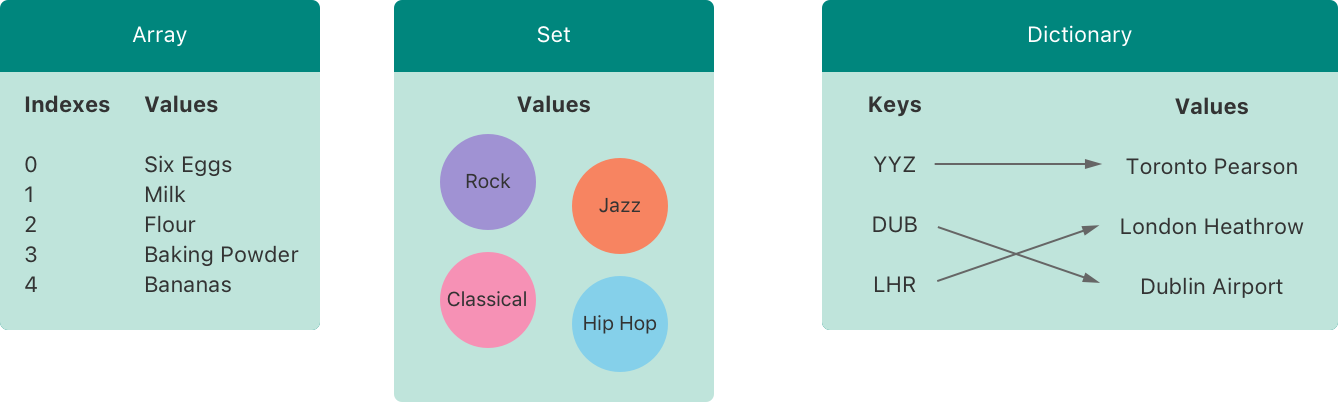 Array
Indexes Values
0 Six Eggs
1 Milk
2 Flour
3 Baking Powder
4 Bananas
Set
Values
Rock
Jazz
Classical
Hip Hop
Dictionary
Keys Values
YYZ Toronto Pearson
DUB London Heathrow
LHR Dublin Airport